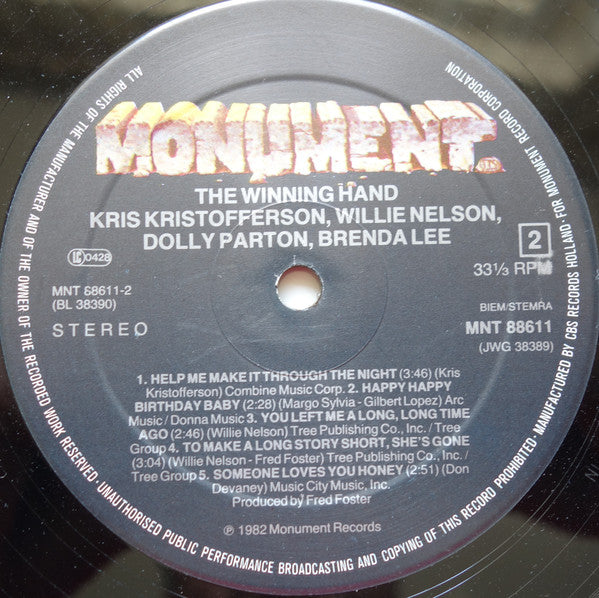 MONUMENT
THE WINNING HAND
KRIS KRISTOFFERSON, WILLIE NELSON,
DOLLY PARTON, BRENDA LEE
2
LC 0428
33⅓ RPM
MNT 88611-2
(BL 38390)
STEREO
BIEM/STEMRA
MNT 88611
(JWG 38389)
1. HELP ME MAKE IT THROUGH THE NIGHT (3:46) (Kris
Kristofferson) Combine Music Corp. 2. HAPPY HAPPY
BIRTHDAY BABY (2:28) (Margo Sylvia - Gilbert Lopez) Arc
Music / Donna Music 3. YOU LEFT ME A LONG, LONG TIME
AGO (2:46) (Willie Nelson) Tree Publishing Co., Inc. / Tree
Group 4. TO MAKE A LONG STORY SHORT, SHE'S GONE
(3:04) (Willie Nelson - Fred Foster) Tree Publishing Co., Inc. /
Tree Group 5. SOMEONE LOVES YOU HONEY (2:51) (Don
Devaney) Music City Music, Inc.
Produced by Fred Foster
℗ 1982 Monument Records
ALL RIGHTS OF THE MANUFACTURER AND OF THE OWNER OF THE RECORDED WORK RESERVED · UNAUTHORISED PUBLIC PERFORMANCE BROADCASTING AND COPYING OF THIS RECORD PROHIBITED · MANUFACTURED BY CBS RECORDS HOLLAND · FOR MONUMENT RECORD CORPORATION